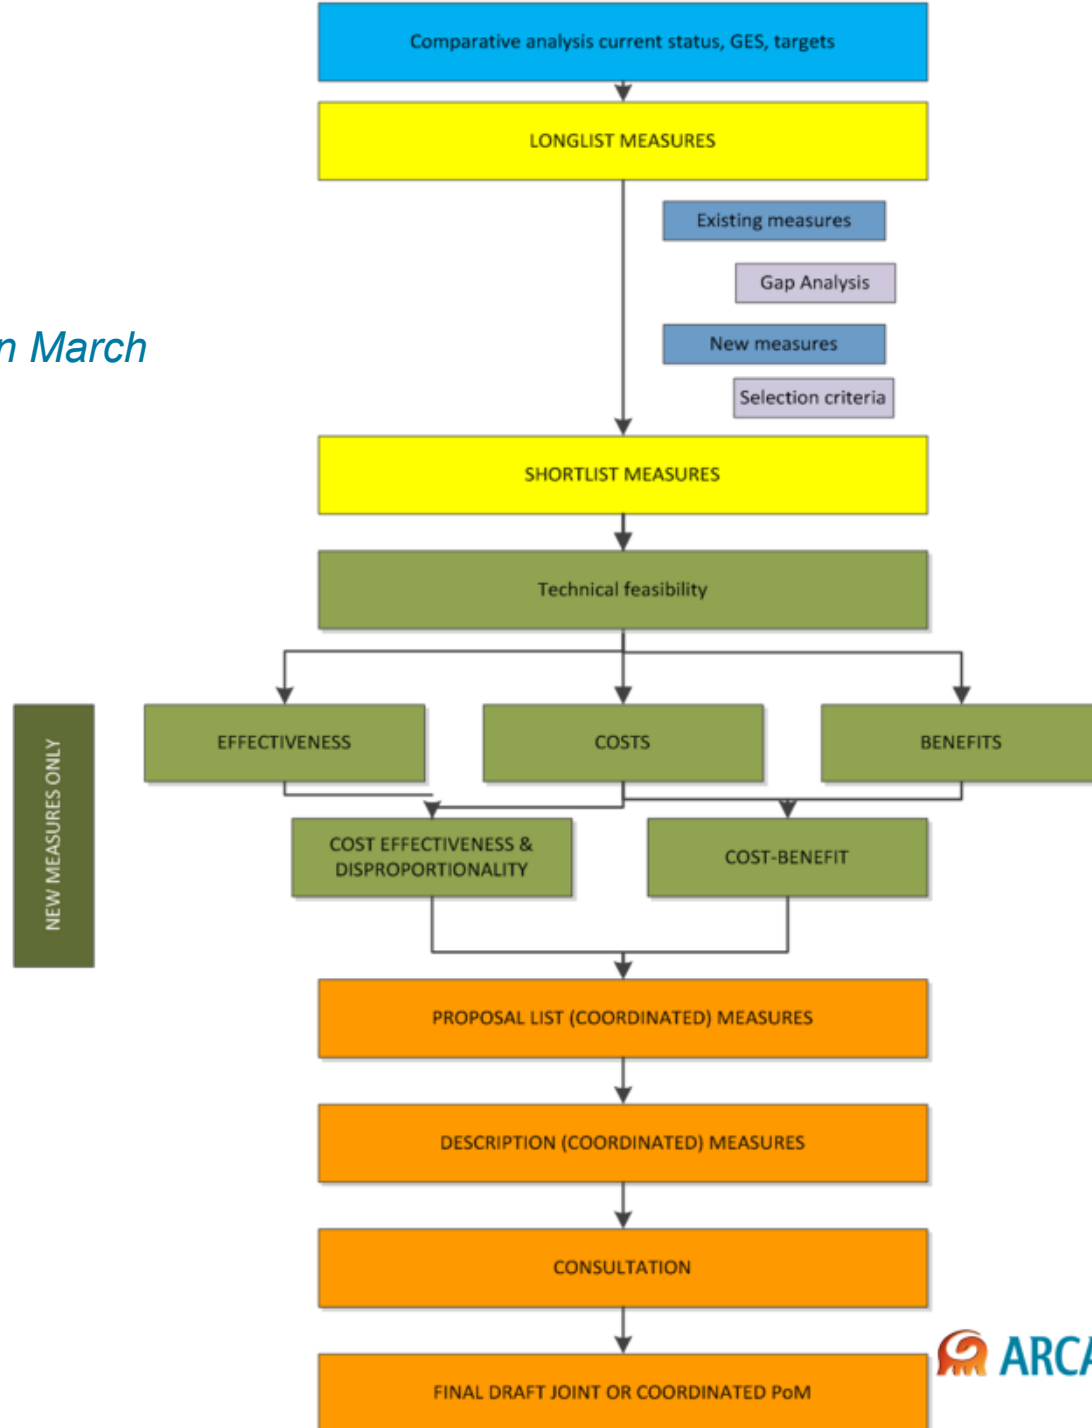 Comparative analysis current status, GES, targets
LONGLIST MEASURES
Existing measures
Gap Analysis
n March
New measures
Selection criteria
SHORTLIST MEASURES
Technical feasibility
NEW MEASURES ONLY
EFFECTIVENESS
COSTS
BENEFITS
COST EFFECTIVENESS &
DISPROPORTIONALITY
COST-BENEFIT
PROPOSAL LIST (COORDINATED) MEASURES
DESCRIPTION (COORDINATED) MEASURES
CONSULTATION
ARCA
FINAL DRAFT JOINT OR COORDINATED PoM